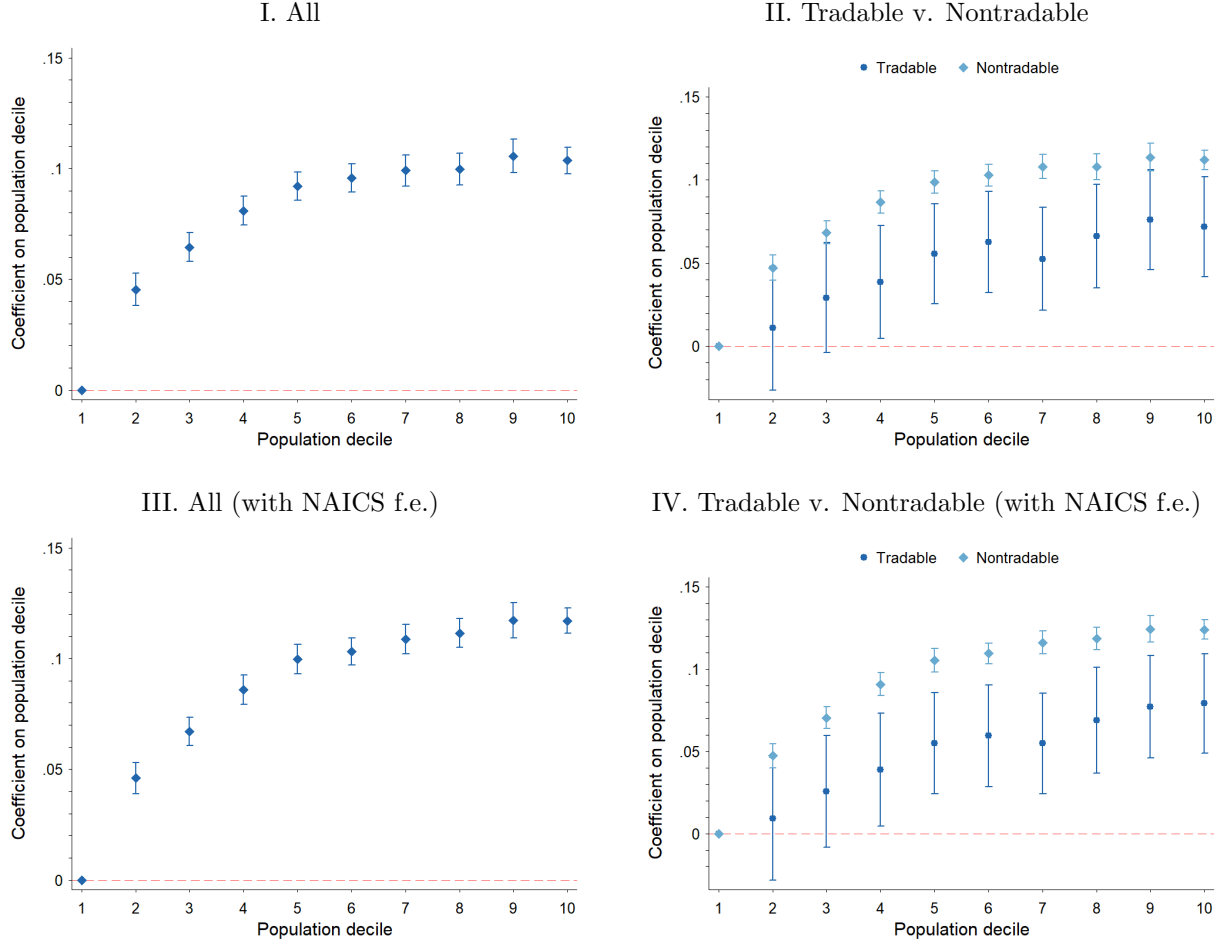 I. All
.15
.1
.05
0
Coefficient on population decile
1 2 3 4 5 6 7 8 9 10
Population decile
II. Tradable v. Nontradable
Tradable Nontradable
.15
.1
.05
0
Coefficient on population decile
1 2 3 4 5 6 7 8 9 10
Population decile
III. All (with NAICS f.e.)
.15
.1
.05
0
Coefficient on population decile
1 2 3 4 5 6 7 8 9 10
Population decile
IV. Tradable v. Nontradable (with NAICS f.e.)
Tradable Nontradable
.15
.1
.05
0
Coefficient on population decile
1 2 3 4 5 6 7 8 9 10
Population decile